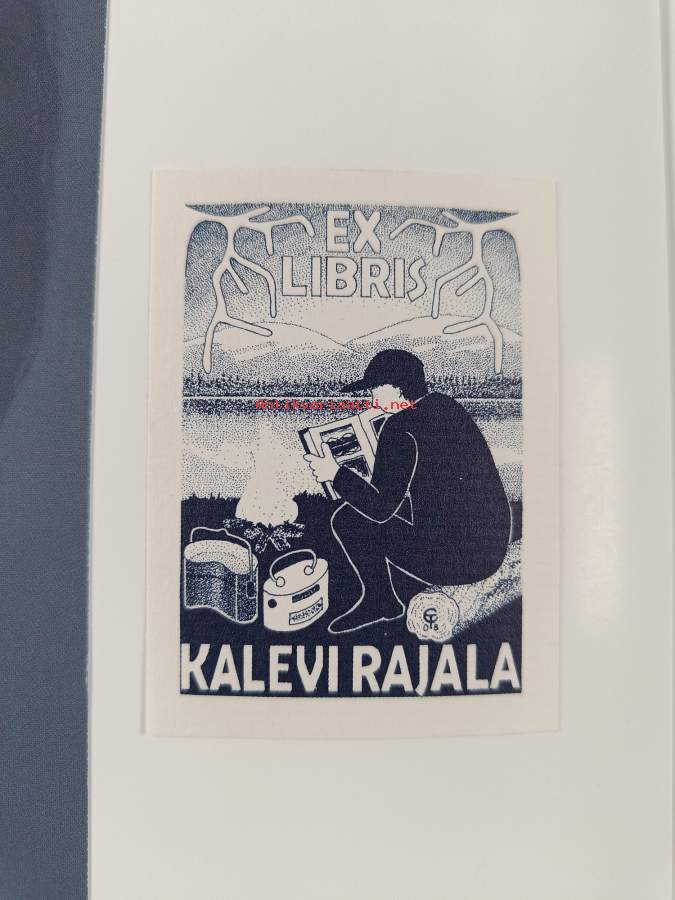 EX
LIBRIS
Antikvariaatti.net
KALEVI RAJALA